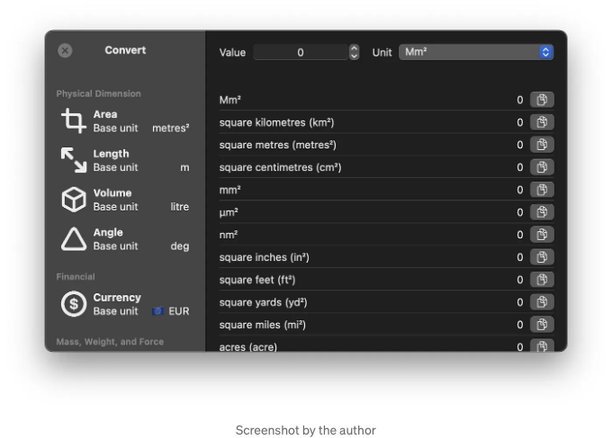 Convert
Value 0 Unit Mm²
Physical Dimension
Area
Base unit metres²
Length
Base unit m
Volume
Base unit litre
Angle
Base unit deg
Financial
Currency
Base unit EUR
Mass, Weight, and Force
Mm² 0
square kilometres (km²) 0
square metres (metres²) 0
square centimetres (cm²) 0
mm² 0
µm² 0
nm² 0
square inches (in²) 0
square feet (ft²) 0
square yards (yd²) 0
square miles (mi²) 0
acres (acre) 0
Screenshot by the author